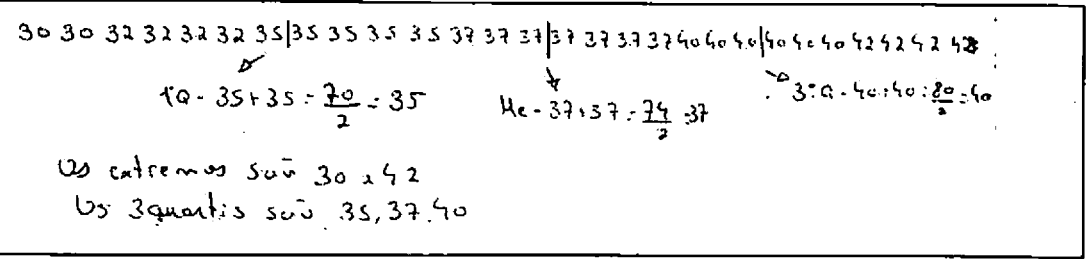 30 30 32 32 32 32 35|35 35 35 35 37 37 37|37 37 37 37 40 40 40|40 40 40 42 42 42 42
1Q - 35+35 = 70/2 = 35
Me - 37+37 = 74/2 = 37
3ºQ - 40+40 = 80/2 = 40
Os extremos são 30 e 42
Os 3 quartis são 35, 37, 40